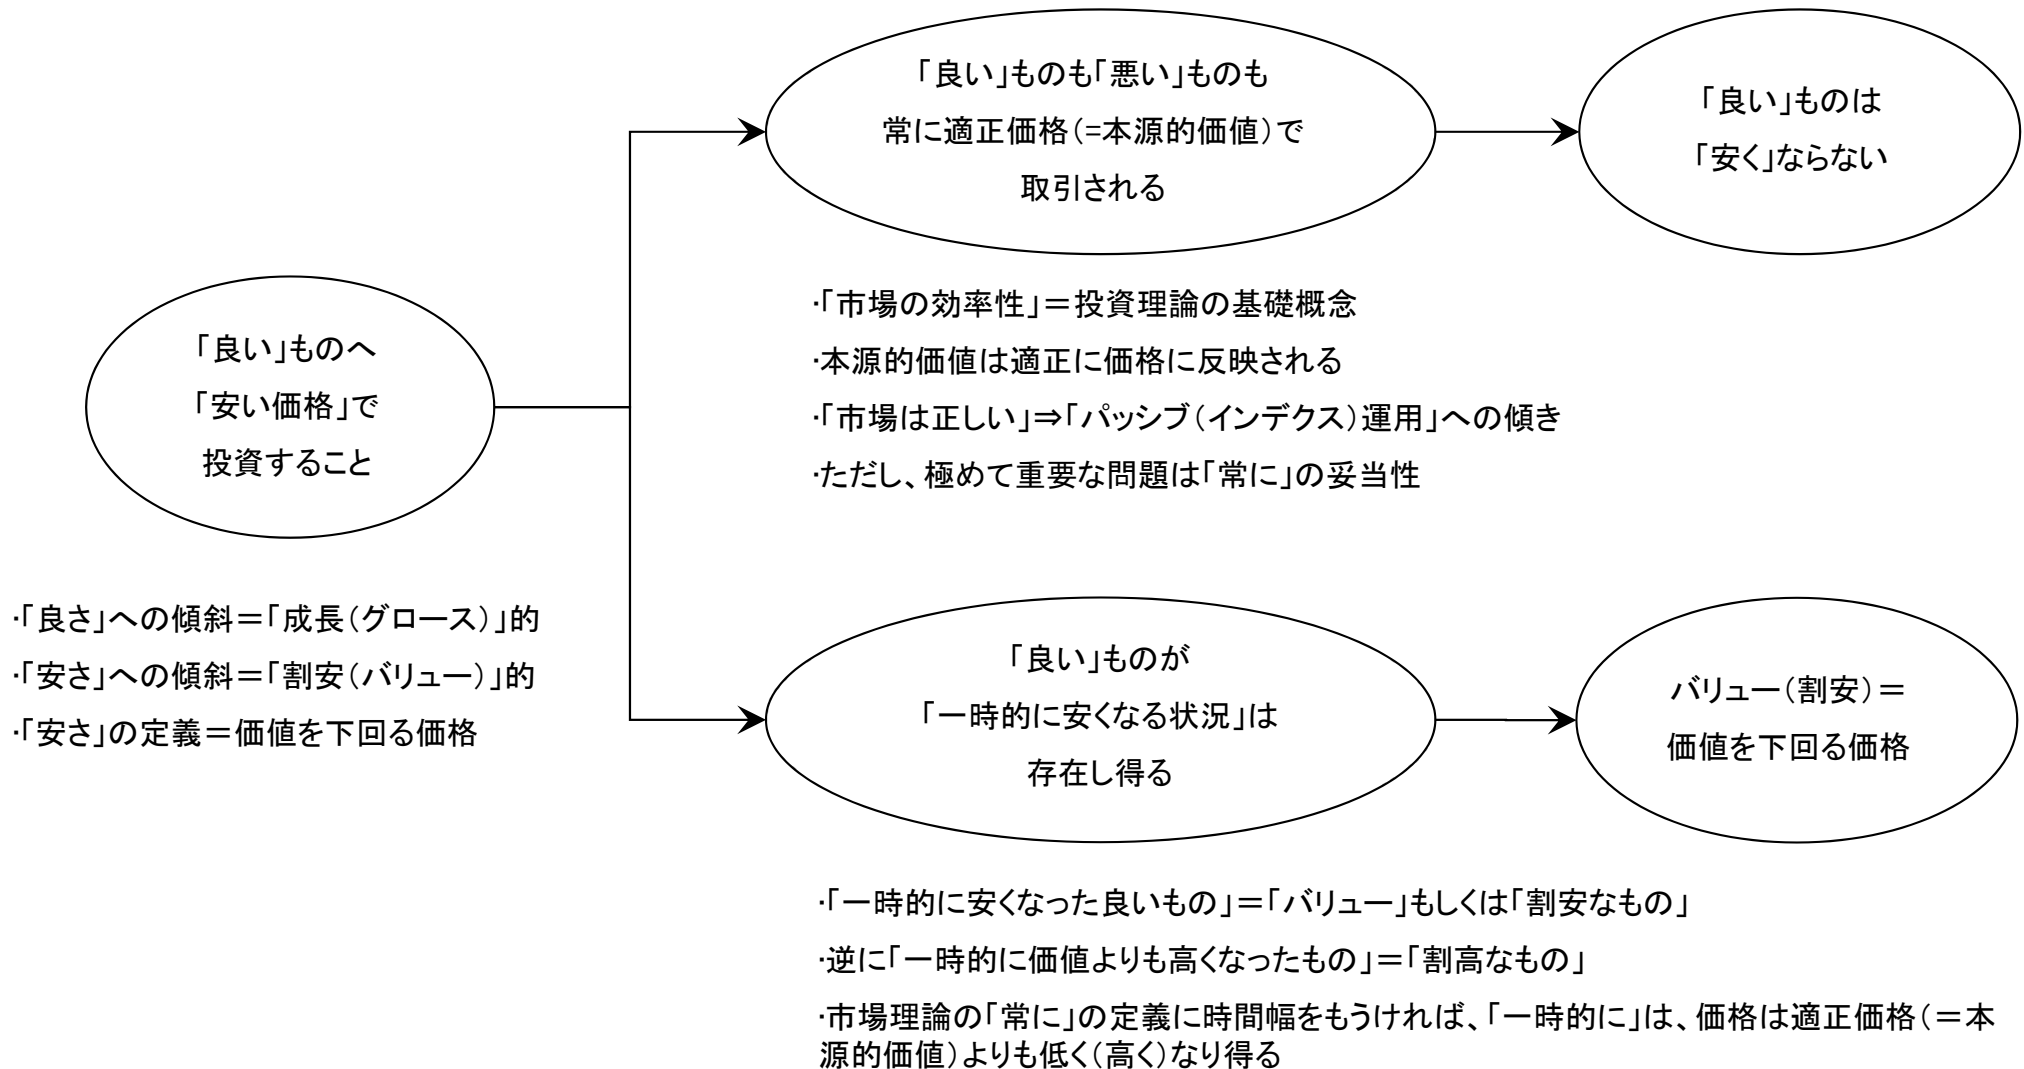 「良い」ものへ
「安い価格」で
投資すること
・「良さ」への傾斜＝「成長（グロース）」的
・「安さ」への傾斜＝「割安（バリュー）」的
・「安さ」の定義＝価値を下回る価格
「良い」ものも「悪い」ものも
常に適正価格（=本源的価値）で
取引される
「良い」ものは
「安く」ならない
・「市場の効率性」＝投資理論の基礎概念
・本源的価値は適正に価格に反映される
・「市場は正しい」⇒「パッシブ（インデクス）運用」への傾き
・ただし、極めて重要な問題は「常に」の妥当性
「良い」ものが
「一時的に安くなる状況」は
存在し得る
バリュー（割安）＝
価値を下回る価格
・「一時的に安くなった良いもの」＝「バリュー」もしくは「割安なもの」
・逆に「一時的に価値よりも高くなったもの」＝「割高なもの」
・市場理論の「常に」の定義に時間幅をもうければ、「一時的に」は、価格は適正価格（＝本
源的価値）よりも低く（高く）なり得る